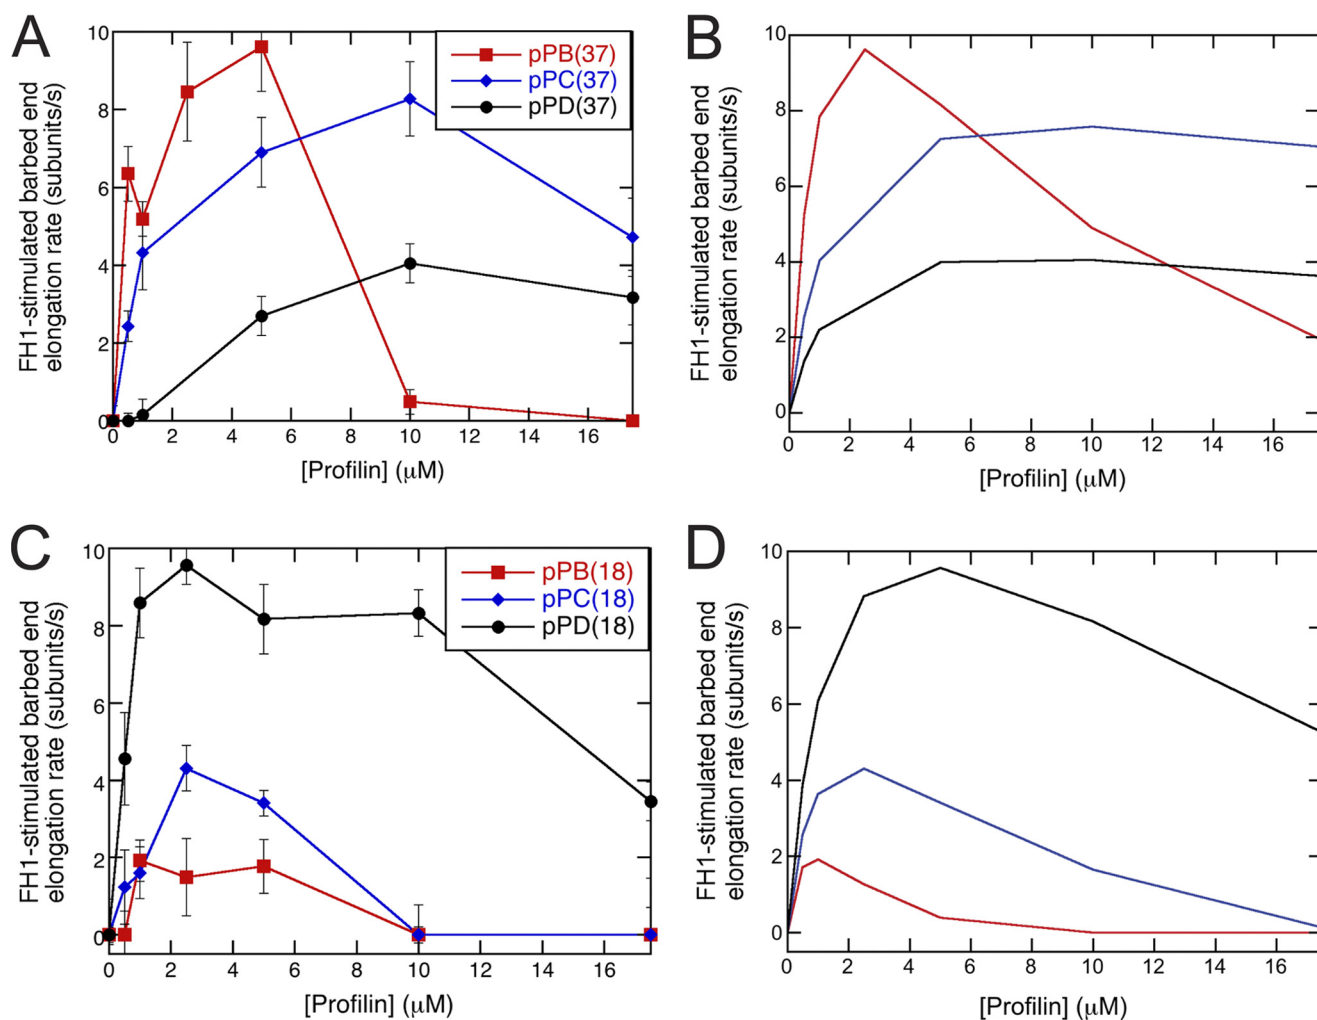 A
FH1-stimulated barbed end
elongation rate (subunits/s)
10
8
6
4
2
0
0 2 4 6 8 10 12 14 16
[Profilin] (μM)
pPB(37)
pPC(37)
pPD(37)
B
FH1-stimulated barbed end
elongation rate (subunits/s)
10
8
6
4
2
0
0 2 4 6 8 10 12 14 16
[Profilin] (μM)
C
FH1-stimulated barbed end
elongation rate (subunits/s)
10
8
6
4
2
0
0 2 4 6 8 10 12 14 16
[Profilin] (μM)
pPB(18)
pPC(18)
pPD(18)
D
FH1-stimulated barbed end
elongation rate (subunits/s)
10
8
6
4
2
0
0 2 4 6 8 10 12 14 16
[Profilin] (μM)